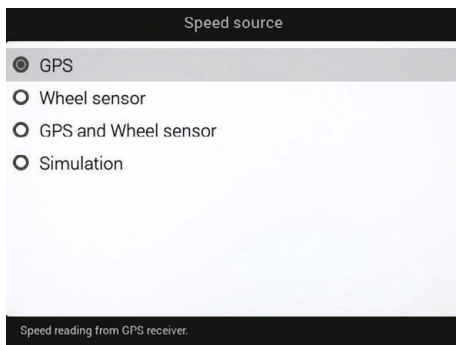 Speed source
GPS
Wheel sensor
GPS and Wheel sensor
Simulation
Speed reading from GPS receiver.